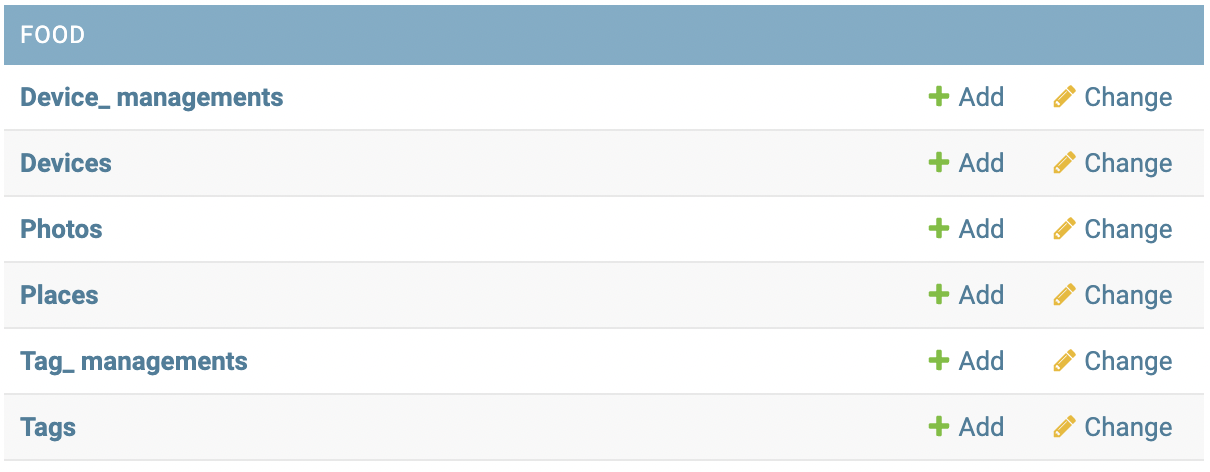 FOOD
Device_ managements Add Change
Devices Add Change
Photos Add Change
Places Add Change
Tag_ managements Add Change
Tags Add Change